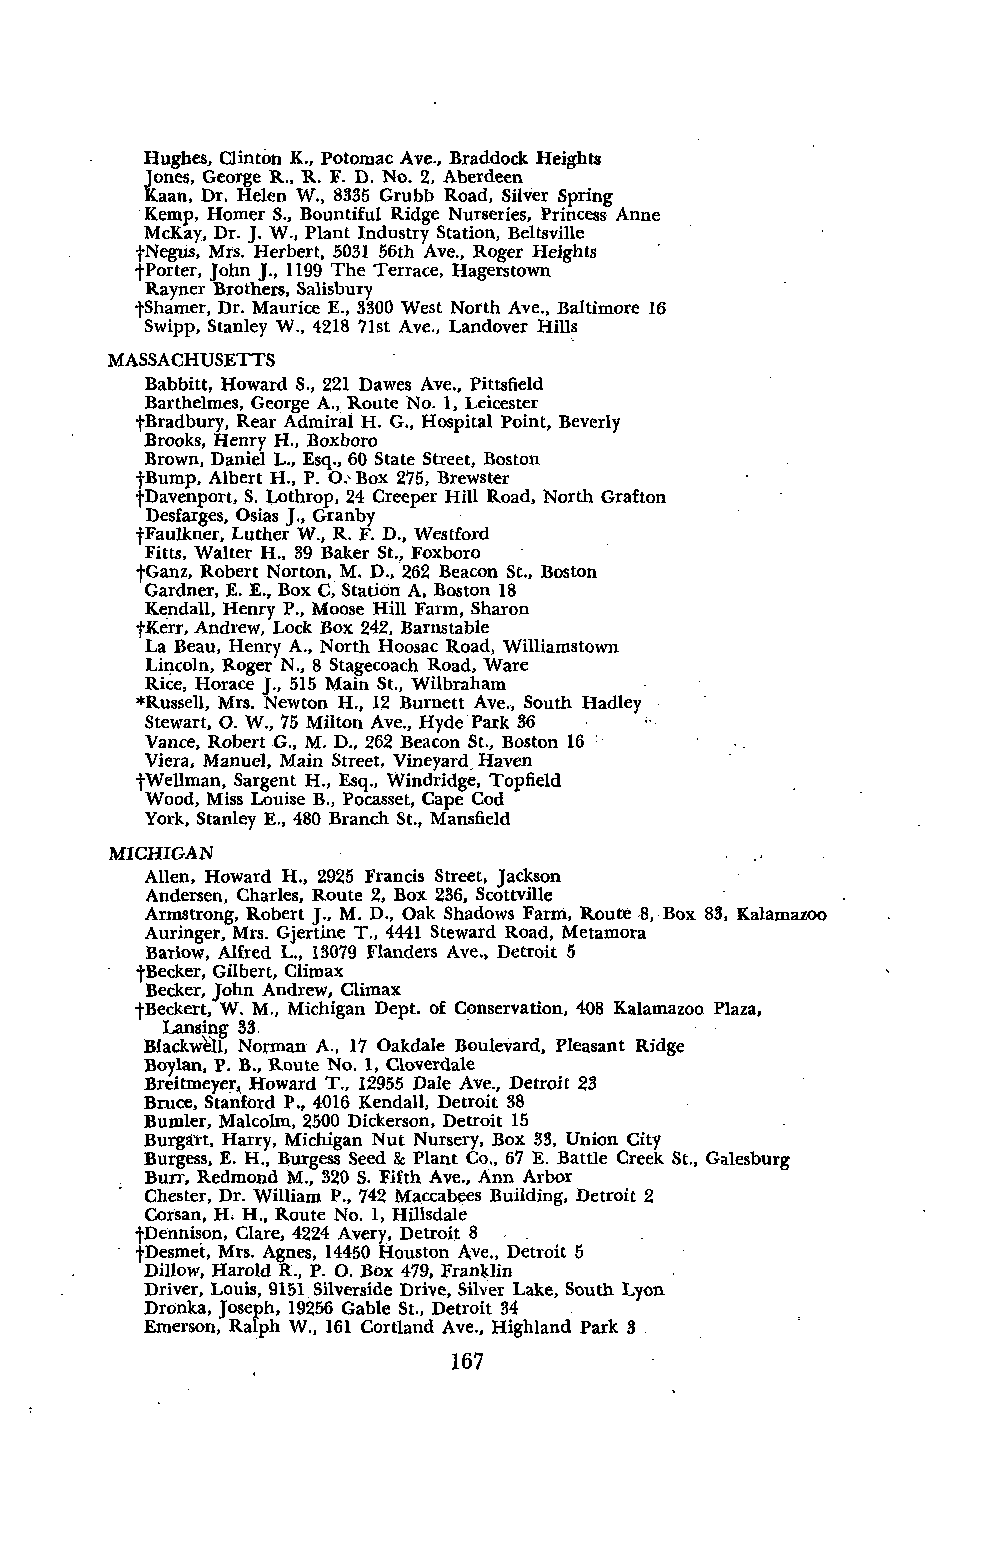 Hughes, Clinton K., Potomac Ave., Braddock Heights
Jones, George R., R. F. D. No. 2, Aberdeen
Kaan, Dr. Helen W., 8335 Grubb Road, Silver Spring
Kemp, Homer S., Bountiful Ridge Nurseries, Princess Anne
McKay, Dr. J. W., Plant Industry Station, Beltsville
†Negus, Mrs. Herbert, 5031 56th Ave., Roger Heights
†Porter, John J., 1199 The Terrace, Hagerstown
Rayner Brothers, Salisbury
†Shamer, Dr. Maurice E., 3300 West North Ave., Baltimore 16
Swipp, Stanley W., 4218 71st Ave., Landover Hills
MASSACHUSETTS
Babbitt, Howard S., 221 Dawes Ave., Pittsfield
Barthelmes, George A., Route No. 1, Leicester
†Bradbury, Rear Admiral H. G., Hospital Point, Beverly
Brooks, Henry H., Boxboro
Brown, Daniel L., Esq., 60 State Street, Boston
†Bump, Albert H., P. O. Box 275, Brewster
†Davenport, S. Lothrop, 24 Creeper Hill Road, North Grafton
Desfarges, Osias J., Granby
†Faulkner, Luther W., R. F. D., Westford
Fitts, Walter H., 39 Baker St., Foxboro
†Ganz, Robert Norton, M. D., 262 Beacon St., Boston
Gardner, E. E., Box C, Station A, Boston 18
Kendall, Henry P., Moose Hill Farm, Sharon
†Kerr, Andrew, Lock Box 242, Barnstable
La Beau, Henry A., North Hoosac Road, Williamstown
Lincoln, Roger N., 8 Stagecoach Road, Ware
Rice, Horace J., 515 Main St., Wilbraham
*Russell, Mrs. Newton H., 12 Burnett Ave., South Hadley
Stewart, O. W., 75 Milton Ave., Hyde Park 36
Vance, Robert G., M. D., 262 Beacon St., Boston 16
Viera, Manuel, Main Street, Vineyard Haven
†Wellman, Sargent H., Esq., Windridge, Topfield
Wood, Miss Louise B., Pocasset, Cape Cod
York, Stanley E., 480 Branch St., Mansfield
MICHIGAN
Allen, Howard H., 2925 Francis Street, Jackson
Andersen, Charles, Route 2, Box 236, Scottville
Armstrong, Robert J., M. D., Oak Shadows Farm, Route 8, Box 83, Kalamazoo
Auringer, Mrs. Gjertine T., 4441 Steward Road, Metamora
Barlow, Alfred L., 13079 Flanders Ave., Detroit 5
†Becker, Gilbert, Climax
Becker, John Andrew, Climax
†Beckert, W. M., Michigan Dept. of Conservation, 408 Kalamazoo Plaza,
Lansing 33
Blackwell, Norman A., 17 Oakdale Boulevard, Pleasant Ridge
Boylan, P. B., Route No. 1, Cloverdale
Breitmeyer, Howard T., 12955 Dale Ave., Detroit 23
Bruce, Stanford P., 4016 Kendall, Detroit 38
Bumler, Malcolm, 2500 Dickerson, Detroit 15
Burgart, Harry, Michigan Nut Nursery, Box 33, Union City
Burgess, E. H., Burgess Seed & Plant Co., 67 E. Battle Creek St., Galesburg
Burr, Redmond M., 320 S. Fifth Ave., Ann Arbor
Chester, Dr. William P., 742 Maccabees Building, Detroit 2
Corsan, H. H., Route No. 1, Hillsdale
†Dennison, Clare, 4224 Avery, Detroit 8
†Desmet, Mrs. Agnes, 14450 Houston Ave., Detroit 5
Dillow, Harold R., P. O. Box 479, Franklin
Driver, Louis, 9151 Silverside Drive, Silver Lake, South Lyon
Dronka, Joseph, 19256 Gable St., Detroit 34
Emerson, Ralph W., 161 Cortland Ave., Highland Park 3
167